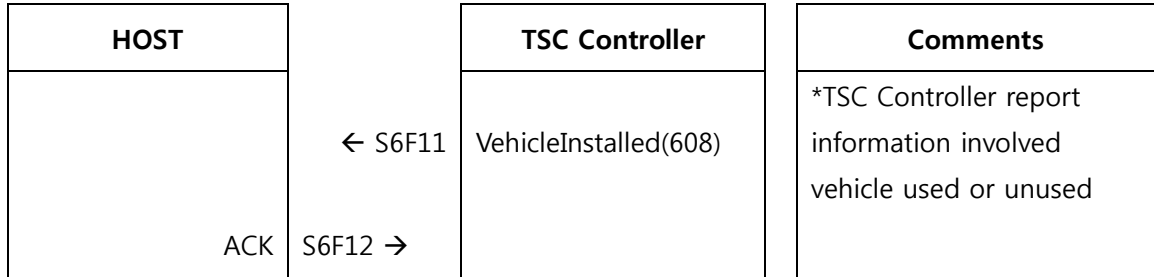 HOST
TSC Controller
Comments
*TSC Controller report
← S6F11 VehicleInstalled(608) information involved
vehicle used or unused
ACK S6F12 →